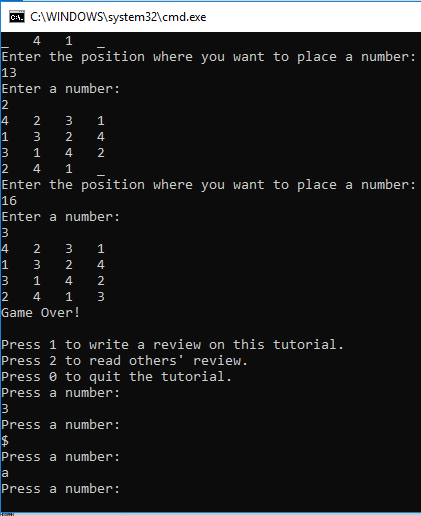 C:\WINDOWS\system32\cmd.exe
_ 4 1 _
Enter the position where you want to place a number:
13
Enter a number:
2
4 2 3 1
1 3 2 4
3 1 4 2
2 4 1 _
Enter the position where you want to place a number:
16
Enter a number:
3
4 2 3 1
1 3 2 4
3 1 4 2
2 4 1 3
Game Over!

Press 1 to write a review on this tutorial.
Press 2 to read others' review.
Press 0 to quit the tutorial.
Press a number:
3
Press a number:
$
Press a number:
a
Press a number: